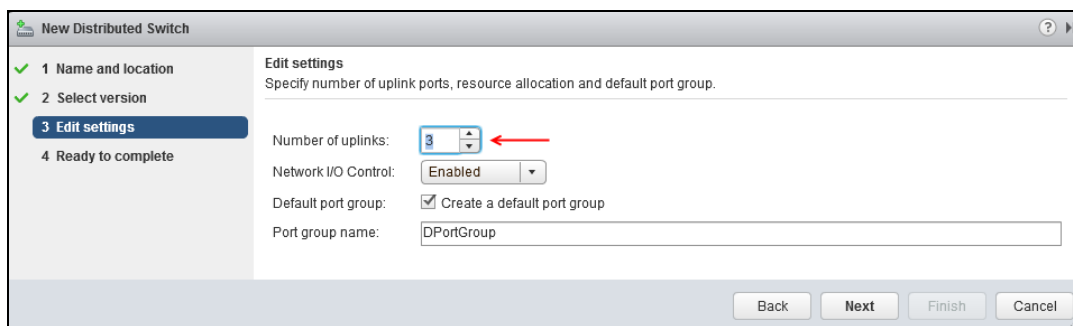 New Distributed Switch
?
1 Name and location
2 Select version
3 Edit settings
4 Ready to complete
Edit settings
Specify number of uplink ports, resource allocation and default port group.
Number of uplinks: 3
Network I/O Control: Enabled
Default port group: Create a default port group
Port group name: DPortGroup
Back Next Finish Cancel